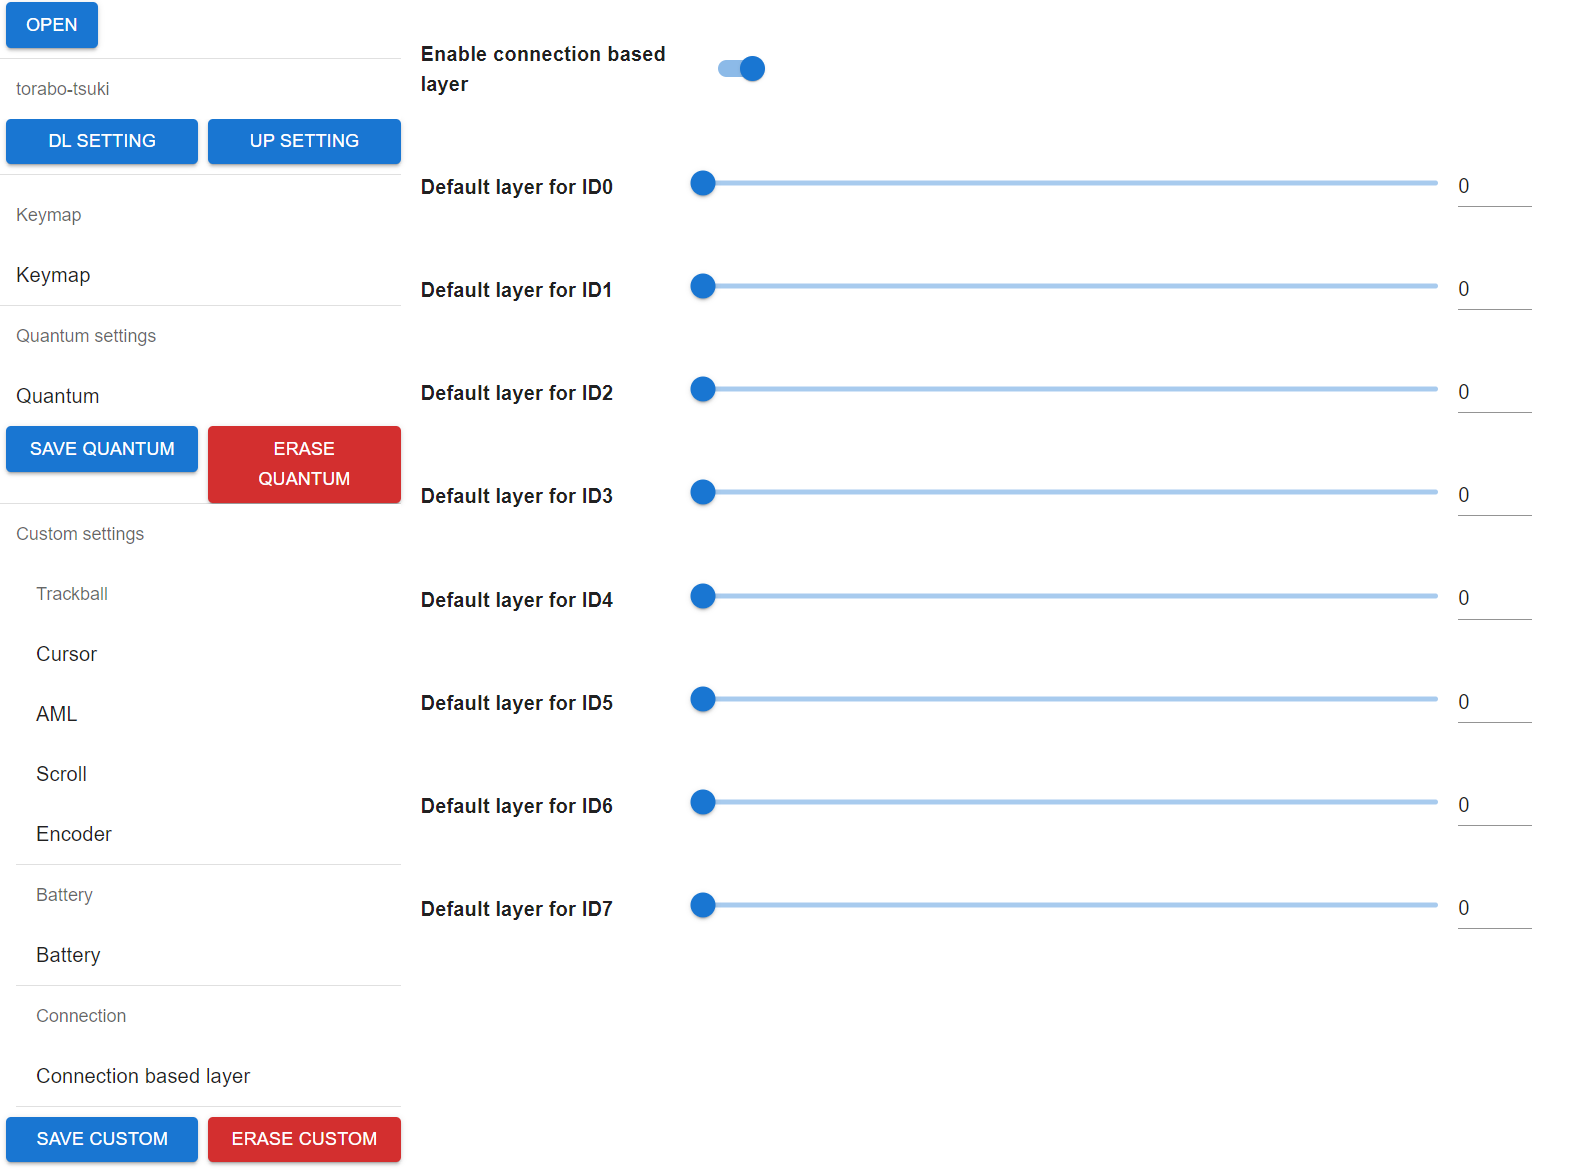 OPEN
torabo-tsuki
DL SETTING
UP SETTING
Keymap
Keymap
Quantum settings
Quantum
SAVE QUANTUM
ERASE
QUANTUM
Custom settings
Trackball
Cursor
AML
Scroll
Encoder
Battery
Battery
Connection
Connection based layer
SAVE CUSTOM
ERASE CUSTOM
Enable connection based
layer
Default layer for ID0
0
Default layer for ID1
0
Default layer for ID2
0
Default layer for ID3
0
Default layer for ID4
0
Default layer for ID5
0
Default layer for ID6
0
Default layer for ID7
0